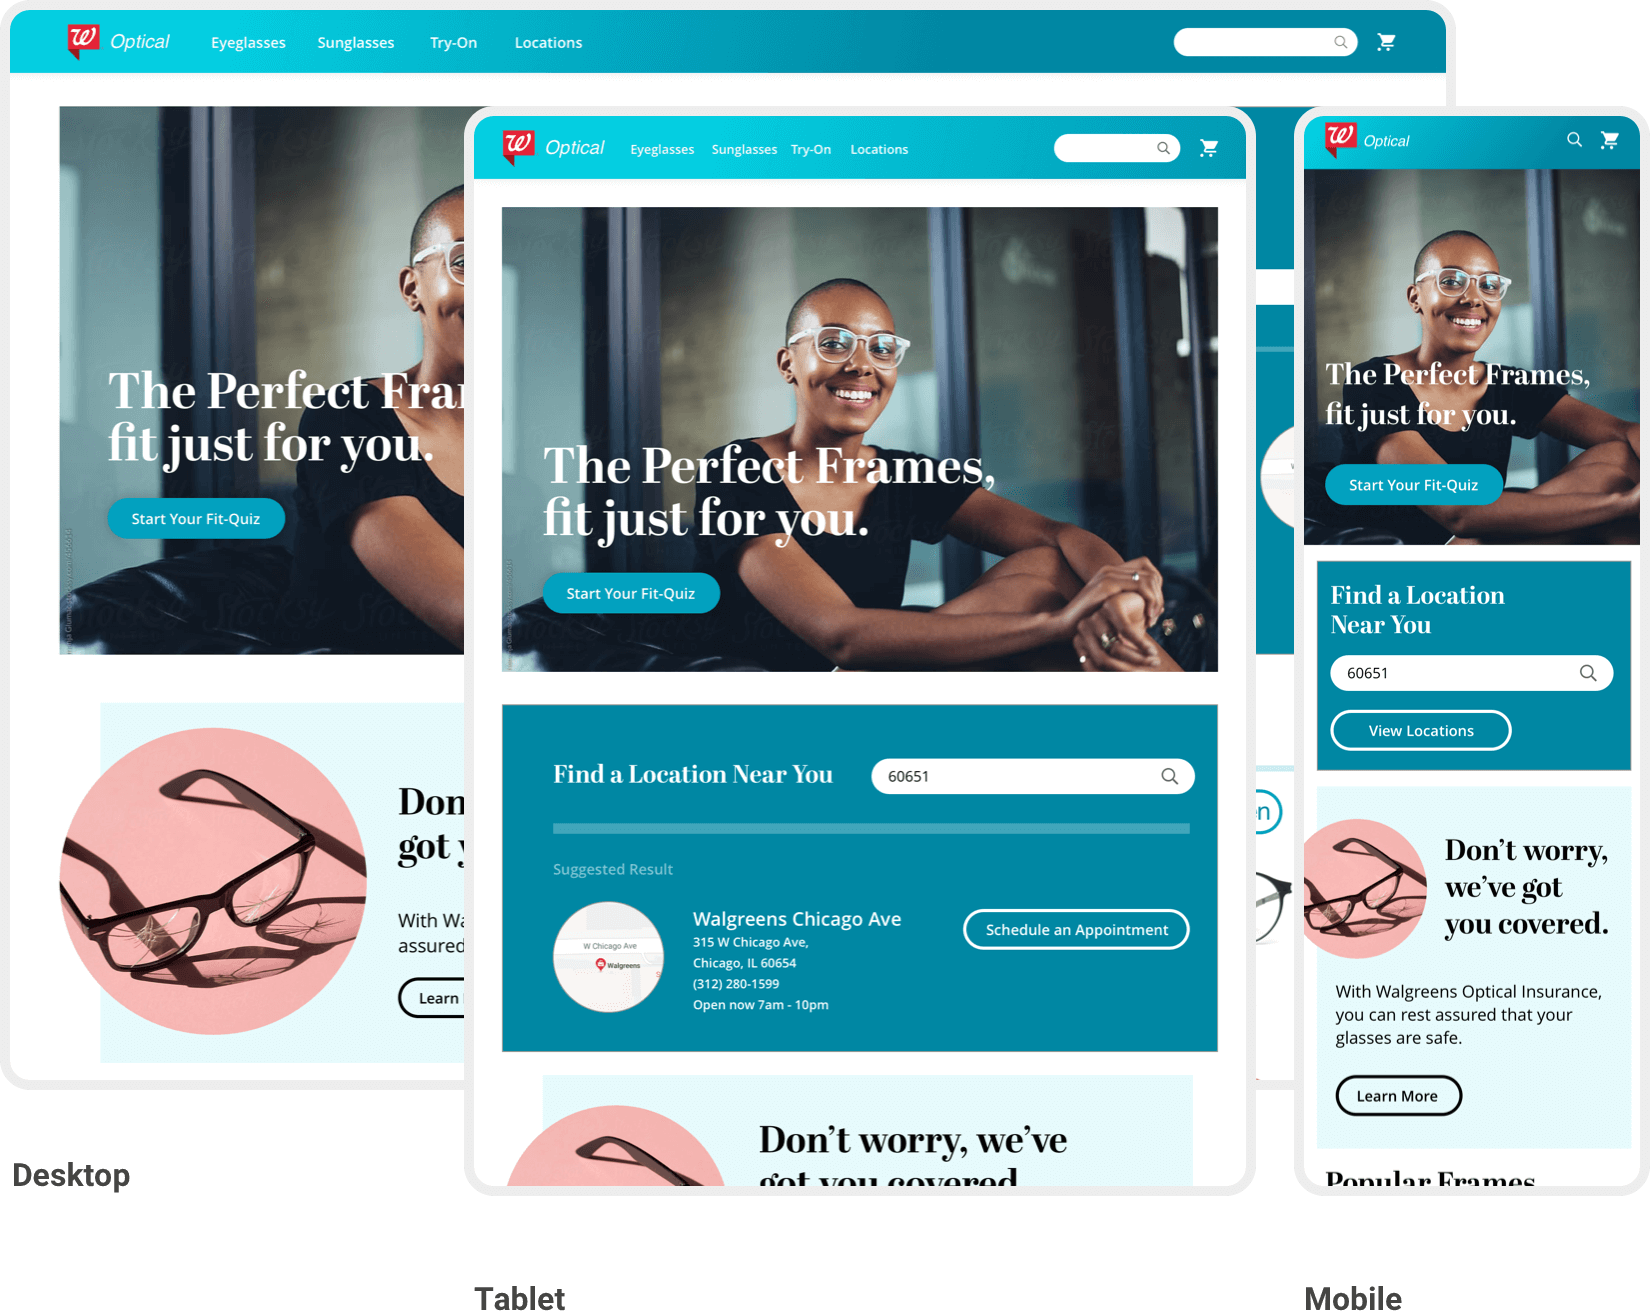 W Optical Eyeglasses Sunglasses Try-On Locations
The Perfect Fra
fit just for you.
Start Your Fit-Quiz
Don
got y
With Wa
assured
Learn
Desktop
W Optical Eyeglasses Sunglasses Try-On Locations
The Perfect Frames,
fit just for you.
Start Your Fit-Quiz
Find a Location Near You
60651
Suggested Result
W Chicago Ave
Walgreens
Walgreens Chicago Ave
315 W Chicago Ave,
Chicago, IL 60654
(312) 280-1599
Open now 7am - 10pm
Schedule an Appointment
Don’t worry, we’ve
got you covered
Tablet
en
W Optical
The Perfect Frames,
fit just for you.
Start Your Fit-Quiz
Find a Location
Near You
60651
View Locations
Don’t worry,
we’ve got
you covered.
With Walgreens Optical Insurance,
you can rest assured that your
glasses are safe.
Learn More
Popular Frames
Mobile